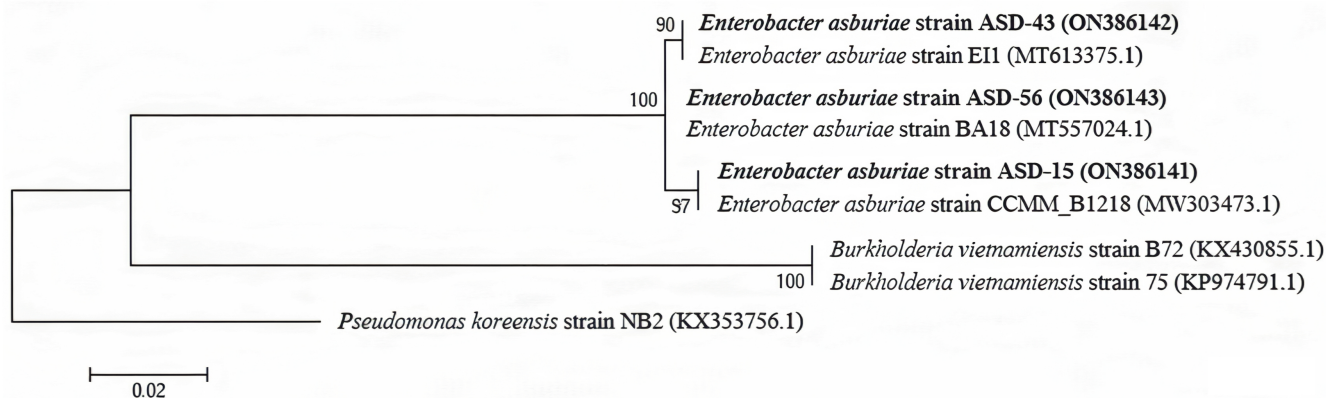 90
Enterobacter asburiae strain ASD-43 (ON386142)
Enterobacter asburiae strain EI1 (MT613375.1)
100
Enterobacter asburiae strain ASD-56 (ON386143)
Enterobacter asburiae strain BA18 (MT557024.1)
Enterobacter asburiae strain ASD-15 (ON386141)
97
Enterobacter asburiae strain CCMM_B1218 (MW303473.1)
Burkholderia vietnamiensis strain B72 (KX430855.1)
100
Burkholderia vietnamiensis strain 75 (KP974791.1)
Pseudomonas koreensis strain NB2 (KX353756.1)
0.02